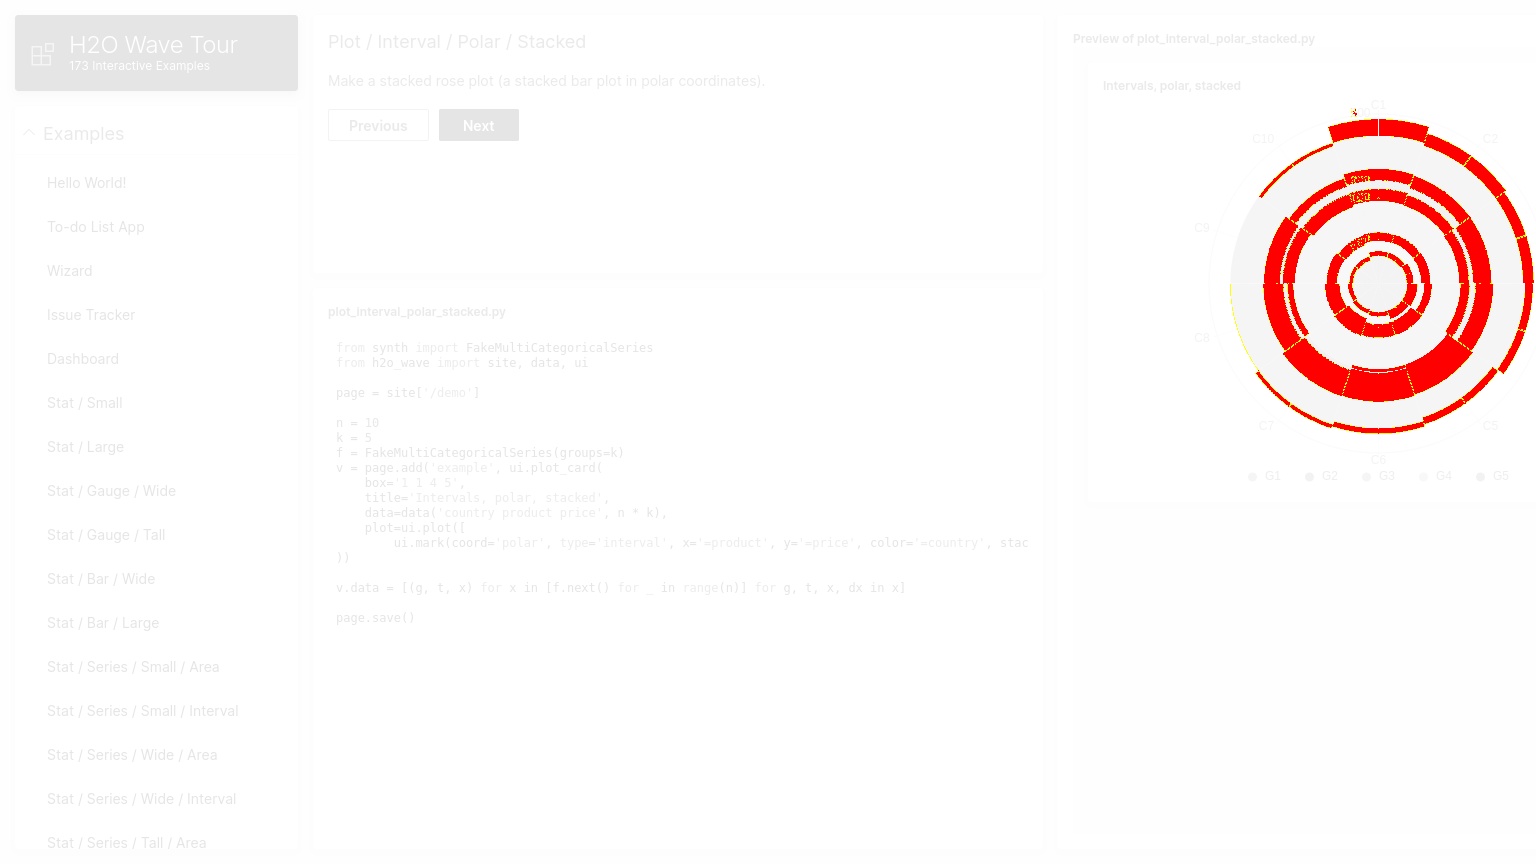 H2O Wave Tour
173 Interactive Examples
Examples
Hello World!
To-do List App
Wizard
Issue Tracker
Dashboard
Stat / Small
Stat / Large
Stat / Gauge / Wide
Stat / Gauge / Tall
Stat / Bar / Wide
Stat / Bar / Large
Stat / Series / Small / Area
Stat / Series / Small / Interval
Stat / Series / Wide / Area
Stat / Series / Wide / Interval
Stat / Series / Tall / Area
Plot / Interval / Polar / Stacked
Make a stacked rose plot (a stacked bar plot in polar coordinates).
Previous
Next
plot_interval_polar_stacked.py
from synth import FakeMultiCategoricalSeries
from h2o_wave import site, data, ui
page = site['/demo']
n = 10
k = 5
f = FakeMultiCategoricalSeries(groups=k)
v = page.add('example', ui.plot_card(
box='1 1 4 5',
title='Intervals, polar, stacked',
data=data('country product price', n * k),
plot=ui.plot([
ui.mark(coord='polar', type='interval', x='=product', y='=price', color='=country', stac
))
v.data = [(g, t, x) for x in [f.next() for _ in range(n)] for g, t, x, dx in x]
page.save()
Preview of plot_interval_polar_stacked.py
Intervals, polar, stacked
C1
C10
C2
C9
C8
C7
C5
C6
G1
G2
G3
G4
G5